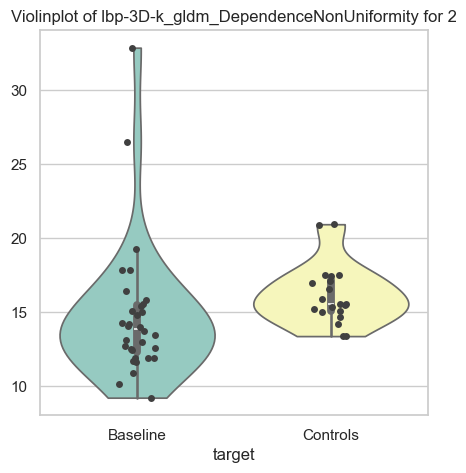 Violinplot of lbp-3D-k_gldm_DependenceNonUniformity for 2
30
25
20
15
10
Baseline
Controls
target